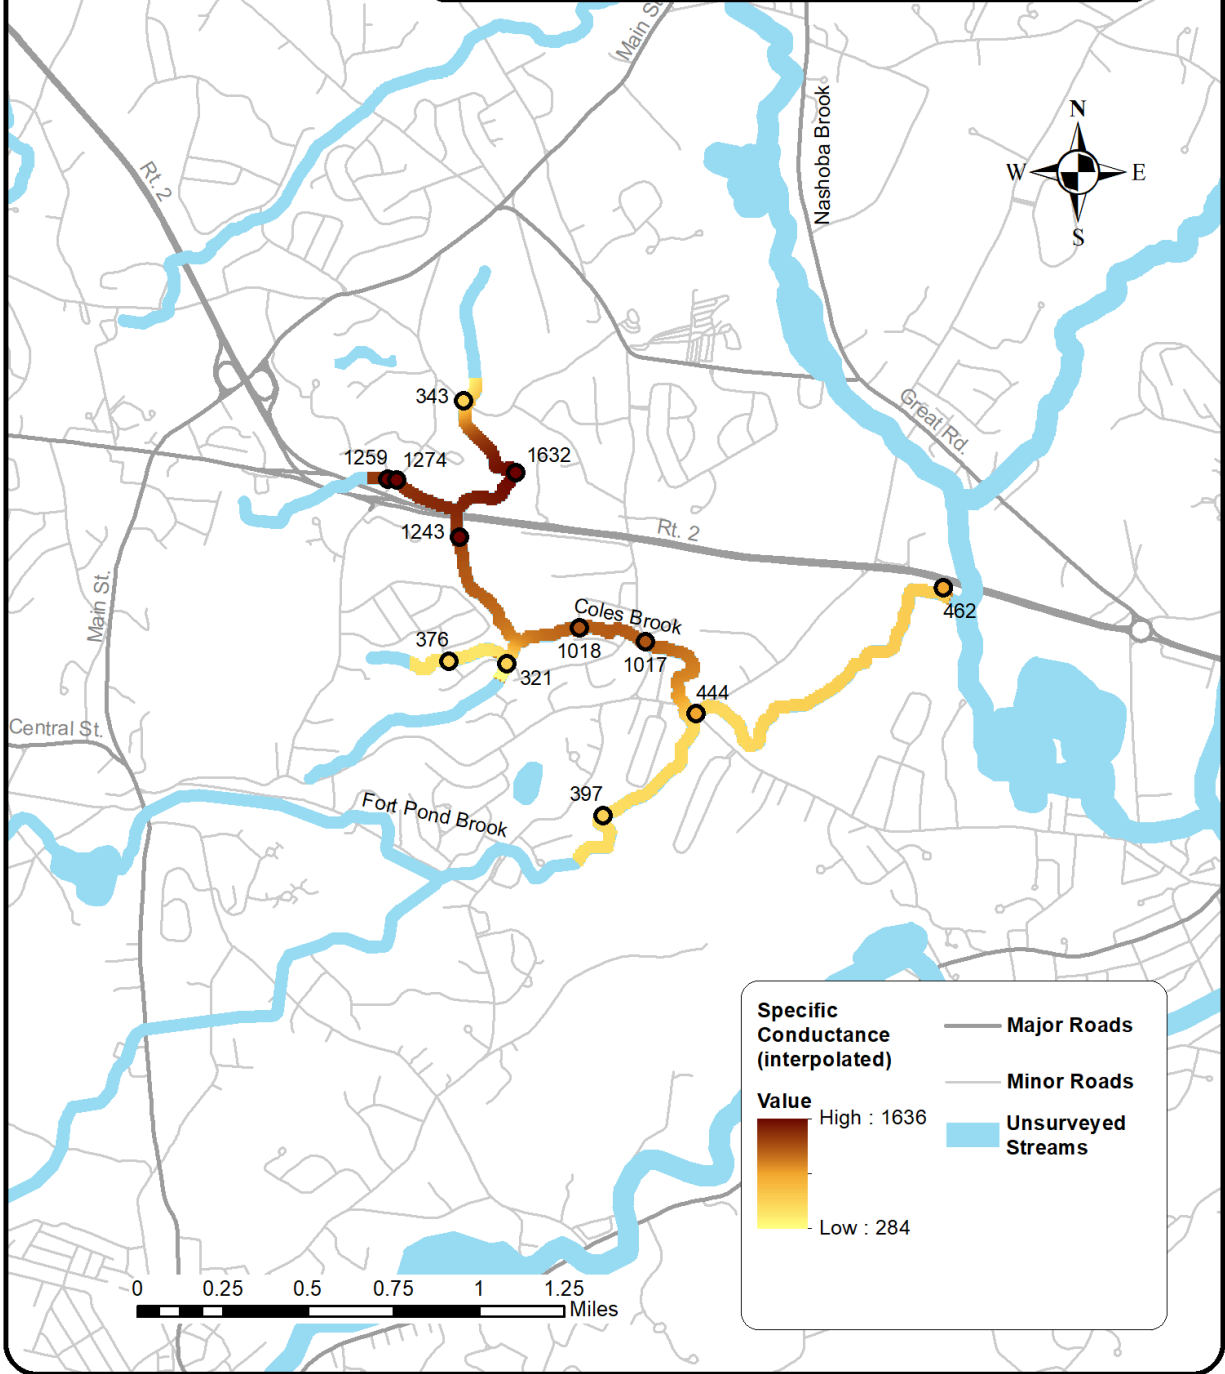 Main St.
Nashoba Brook
N
W
E
S
Rt. 2
343
Great Rd.
1259
1274
1632
1243
Rt. 2
462
Main St.
Coles Brook
376
1018
1017
321
444
Central St.
397
Fort Pond Brook
Specific
Conductance
(interpolated)
Value
High : 1636
Low : 284
Major Roads
Minor Roads
Unsurveyed
Streams
0
0.25
0.5
0.75
1
1.25
Miles